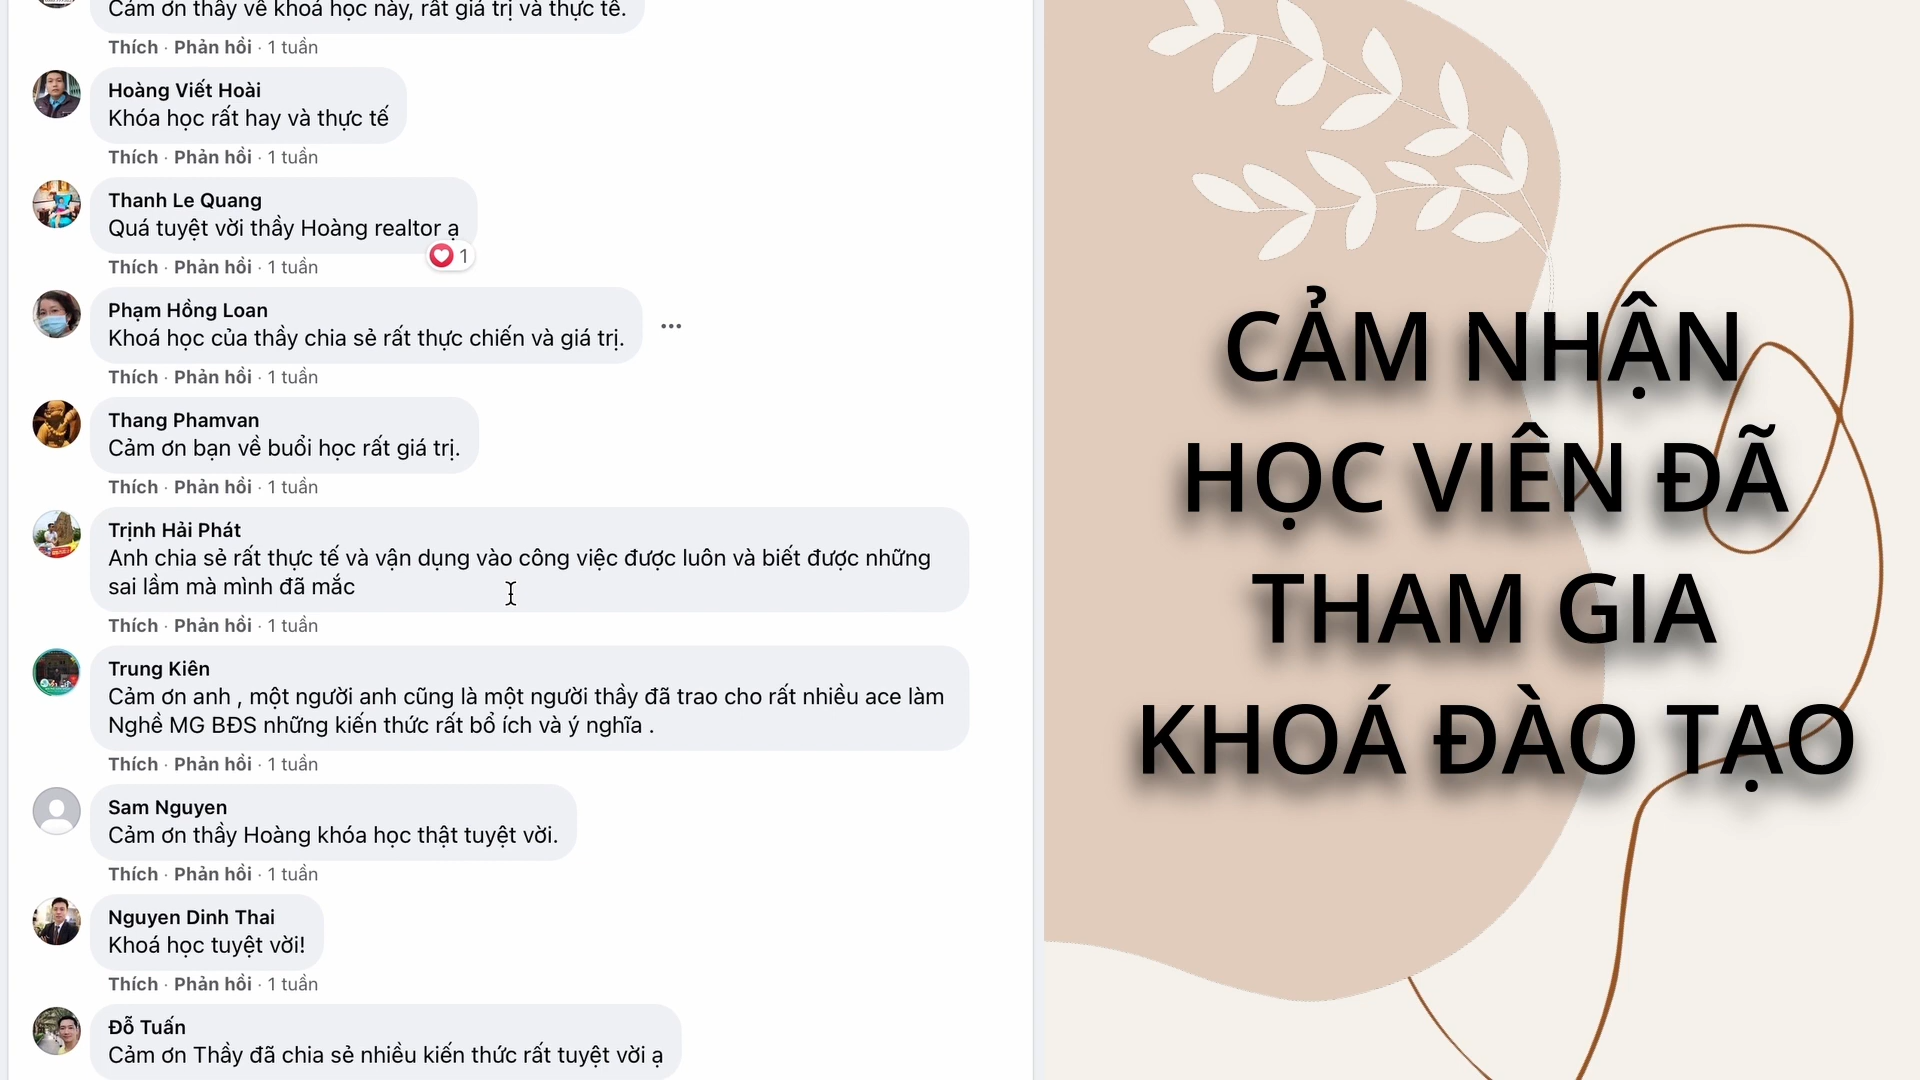 Cảm ơn thầy về khoá học này, rất giá trị và thực tế.
Thích · Phản hồi · 1 tuần
Hoàng Viết Hoài
Khóa học rất hay và thực tế
Thích · Phản hồi · 1 tuần
Thanh Le Quang
Quá tuyệt vời thầy Hoàng realtor ạ
1
Thích · Phản hồi · 1 tuần
Phạm Hồng Loan
Khoá học của thầy chia sẻ rất thực chiến và giá trị.
Thích · Phản hồi · 1 tuần
Thang Phamvan
Cảm ơn bạn về buổi học rất giá trị.
Thích · Phản hồi · 1 tuần
Trịnh Hải Phát
Anh chia sẻ rất thực tế và vận dụng vào công việc được luôn và biết được những
sai lầm mà mình đã mắc
Thích · Phản hồi · 1 tuần
Trung Kiên
Cảm ơn anh , một người anh cũng là một người thầy đã trao cho rất nhiều ace làm
Nghề MG BĐS những kiến thức rất bổ ích và ý nghĩa .
Thích · Phản hồi · 1 tuần
Sam Nguyen
Cảm ơn thầy Hoàng khóa học thật tuyệt vời.
Thích · Phản hồi · 1 tuần
Nguyen Dinh Thai
Khoá học tuyệt vời!
Thích · Phản hồi · 1 tuần
Đỗ Tuấn
Cảm ơn Thầy đã chia sẻ nhiều kiến thức rất tuyệt vời ạ
CẢM NHẬN
HỌC VIÊN ĐÃ
THAM GIA
KHOÁ ĐÀO TẠO